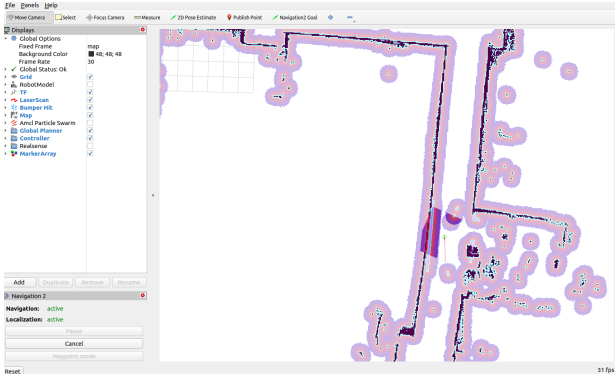 File Panels Help
Move Camera Select Focus Camera Measure 2D Pose Estimate Publish Point Navigation2 Goal
Displays
Global Options
Fixed Frame map
Background Color 48; 48; 48
Frame Rate 30
Global Status: Ok
Grid
RobotModel
TF
LaserScan
Bumper Hit
Map
Amcl Particle Swarm
Global Planner
Controller
Realsense
MarkerArray
Add Duplicate Remove Rename
Navigation 2
Navigation: active
Localization: active
Pause
Cancel
Waypoint mode
Reset 31 fps